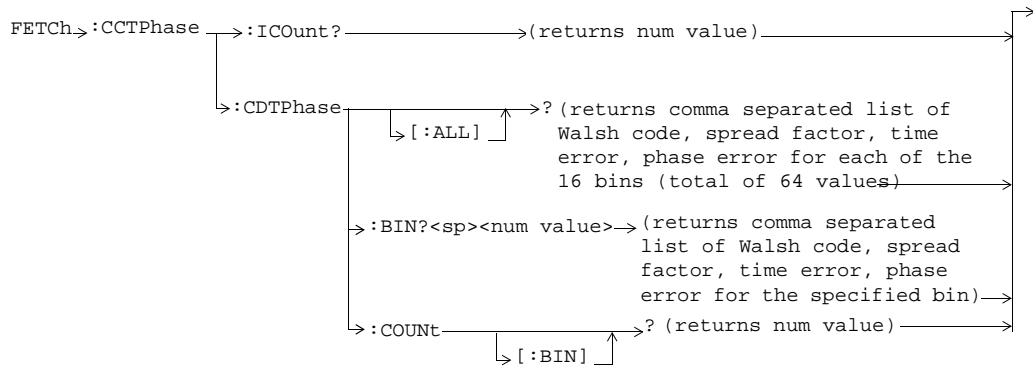 FETCh :CCTPhase :ICOunt? (returns num value)
:CDTPhase ? (returns comma separated list of
[:ALL] Walsh code, spread factor, time
error, phase error for each of the
16 bins (total of 64 values)
:BIN?<sp><num value> (returns comma separated
list of Walsh code, spread
factor, time error, phase
error for the specified bin)
:COUNt ? (returns num value)
[:BIN]